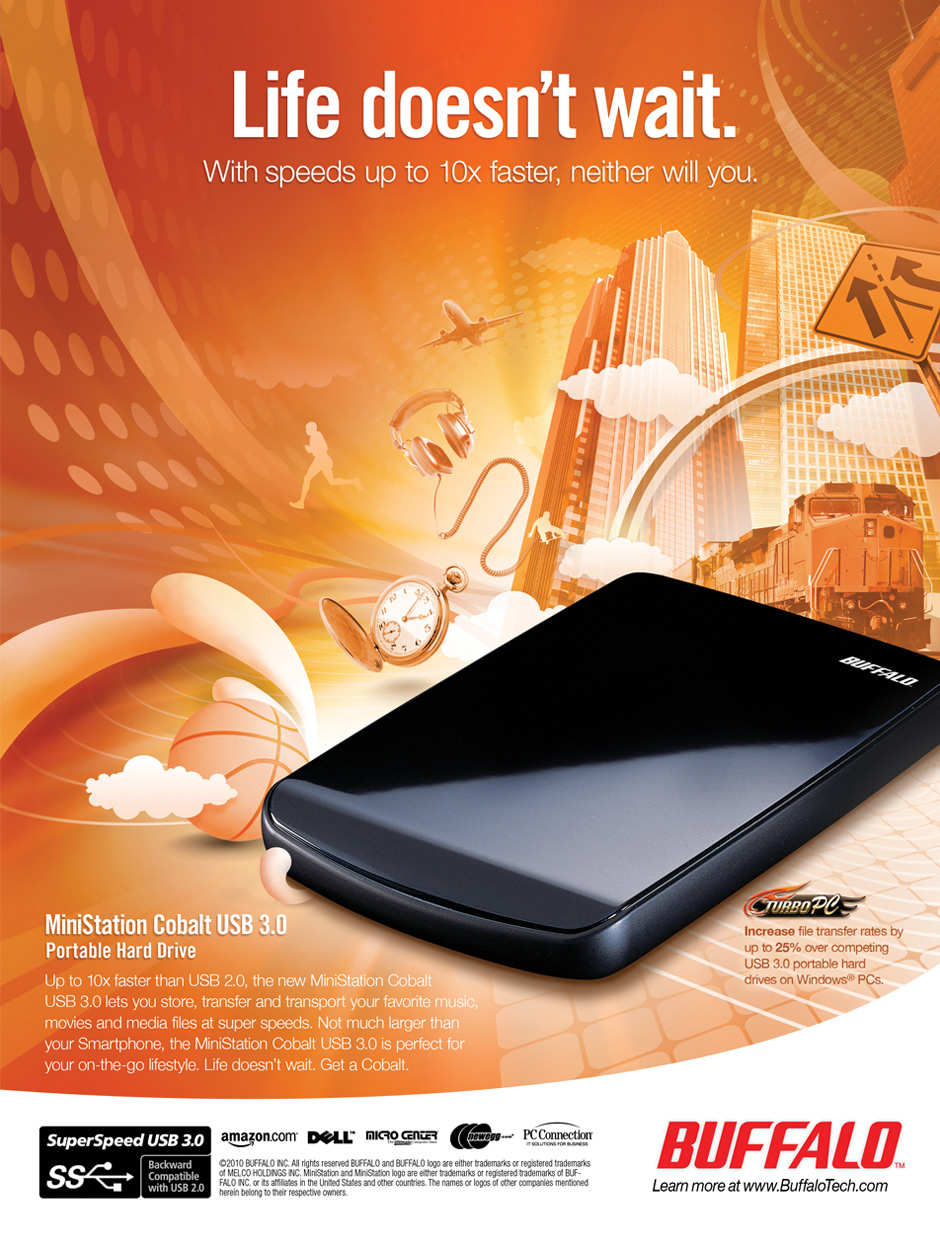 Life doesn't wait.
With speeds up to 10x faster, neither will you.
BUFFALO
MiniStation Cobalt USB 3.0
Portable Hard Drive
Up to 10x faster than USB 2.0, the new MiniStation Cobalt
USB 3.0 lets you store, transfer and transport your favorite music,
movies and media files at super speeds. Not much larger than
your Smartphone, the MiniStation Cobalt USB 3.0 is perfect for
your on-the-go lifestyle. Life doesn't wait. Get a Cobalt.
TURBO PC
Increase file transfer rates by
up to 25% over competing
USB 3.0 portable hard
drives on Windows® PCs.
SuperSpeed USB 3.0
SS
Backward
Compatible
with USB 2.0
amazon.com DELL™ MICRO CENTER newegg.com PC Connection
IT SOLUTIONS FOR BUSINESS
©2010 BUFFALO INC. All rights reserved BUFFALO and BUFFALO logo are either trademarks or registered trademarks
of MELCO HOLDINGS INC. MiniStation and MiniStation logo are either trademarks or registered trademarks of BUF-
FALO INC. or its affiliates in the United States and other countries. The names or logos of other companies mentioned
herein belong to their respective owners.
BUFFALO™
Learn more at www.BuffaloTech.com